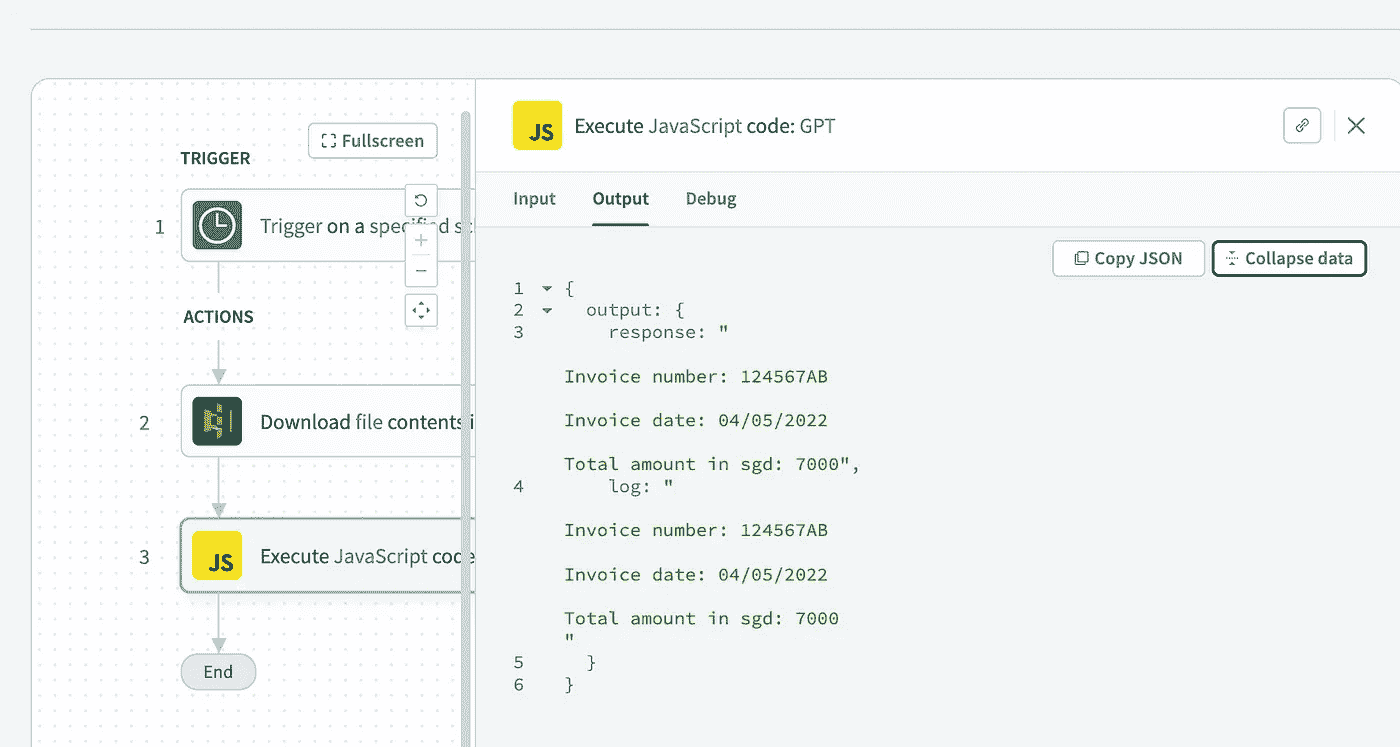 Fullscreen
TRIGGER
1
Trigger on a specified sc
ACTIONS
2
Download file contents i
3
JS
Execute JavaScript code
End
JS
Execute JavaScript code: GPT
Input Output Debug
Copy JSON Collapse data
1 {
2 output: {
3 response: "
Invoice number: 124567AB
Invoice date: 04/05/2022
Total amount in sgd: 7000",
4 log: "
Invoice number: 124567AB
Invoice date: 04/05/2022
Total amount in sgd: 7000
"
5 }
6 }